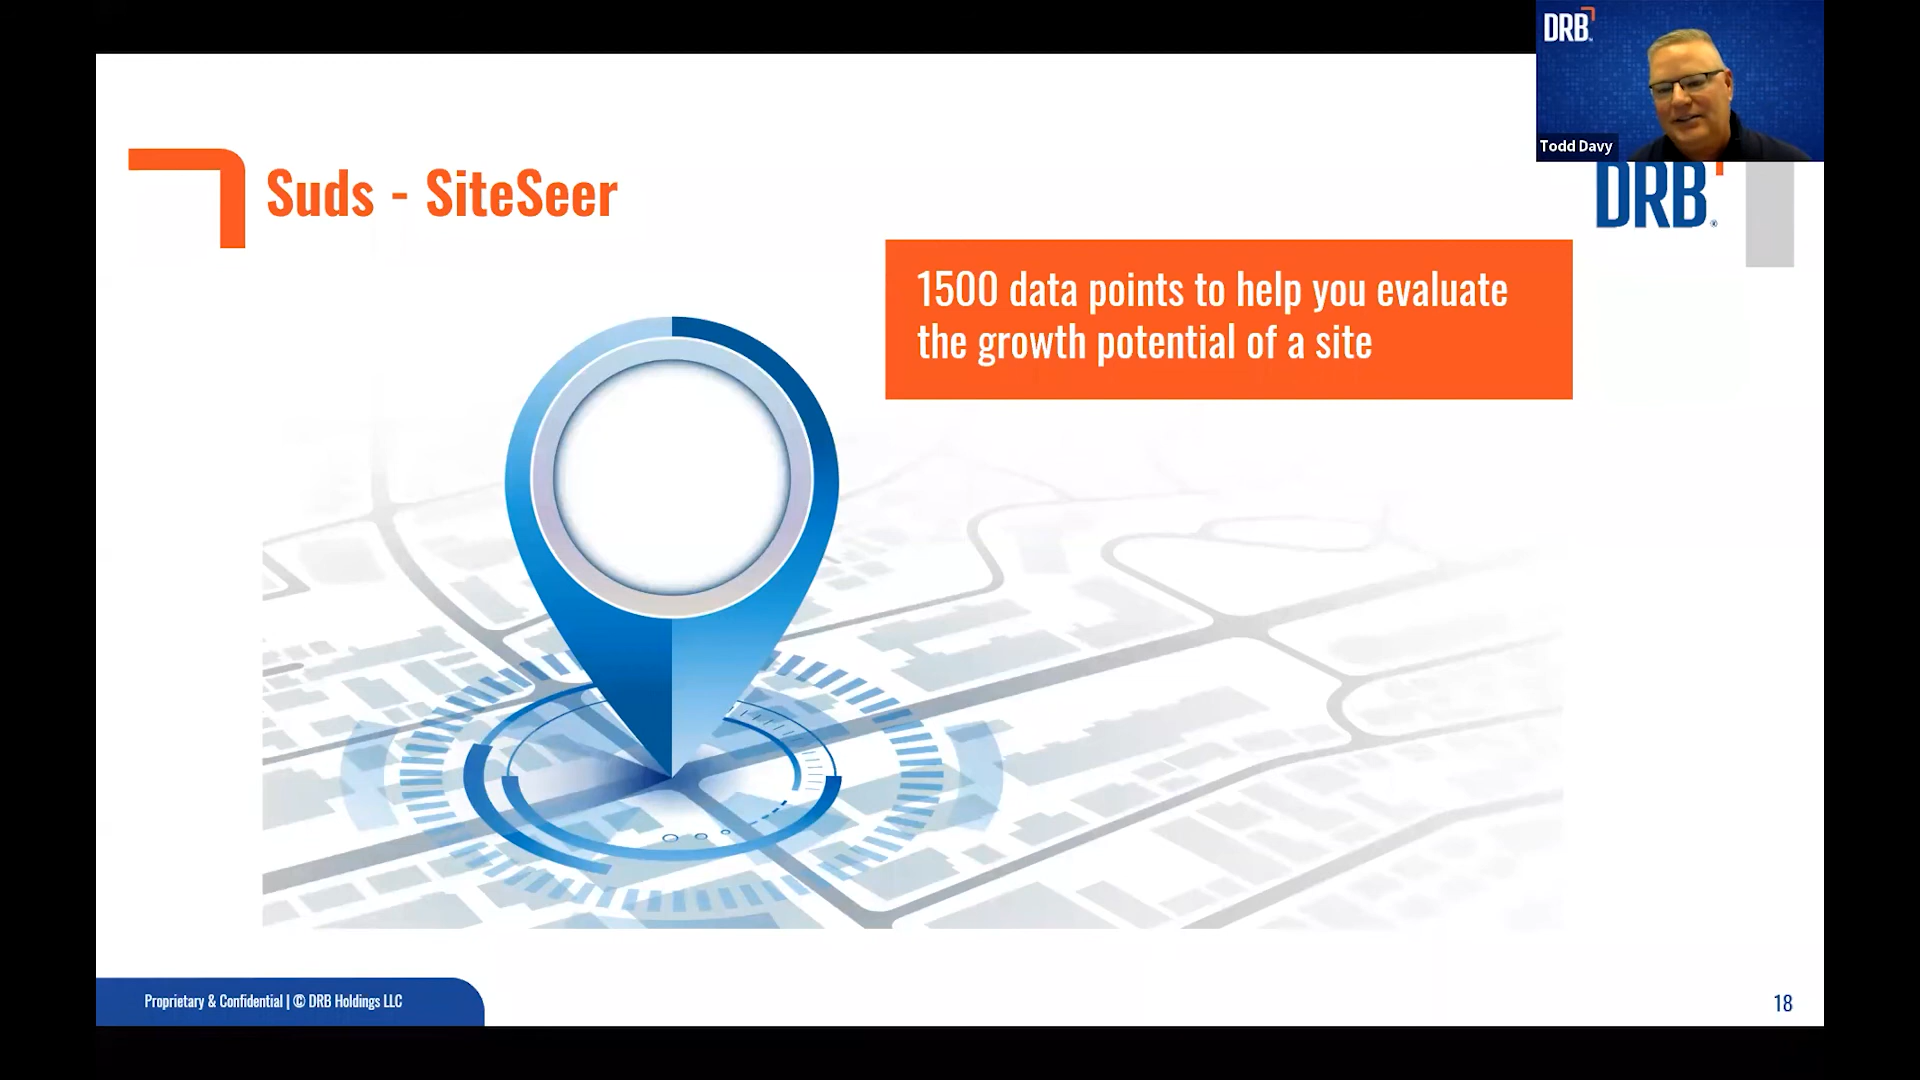 DRB
Todd Davy
DRB
Suds - SiteSeer
1500 data points to help you evaluate
the growth potential of a site
Proprietary & Confidential | © DRB Holdings LLC
18